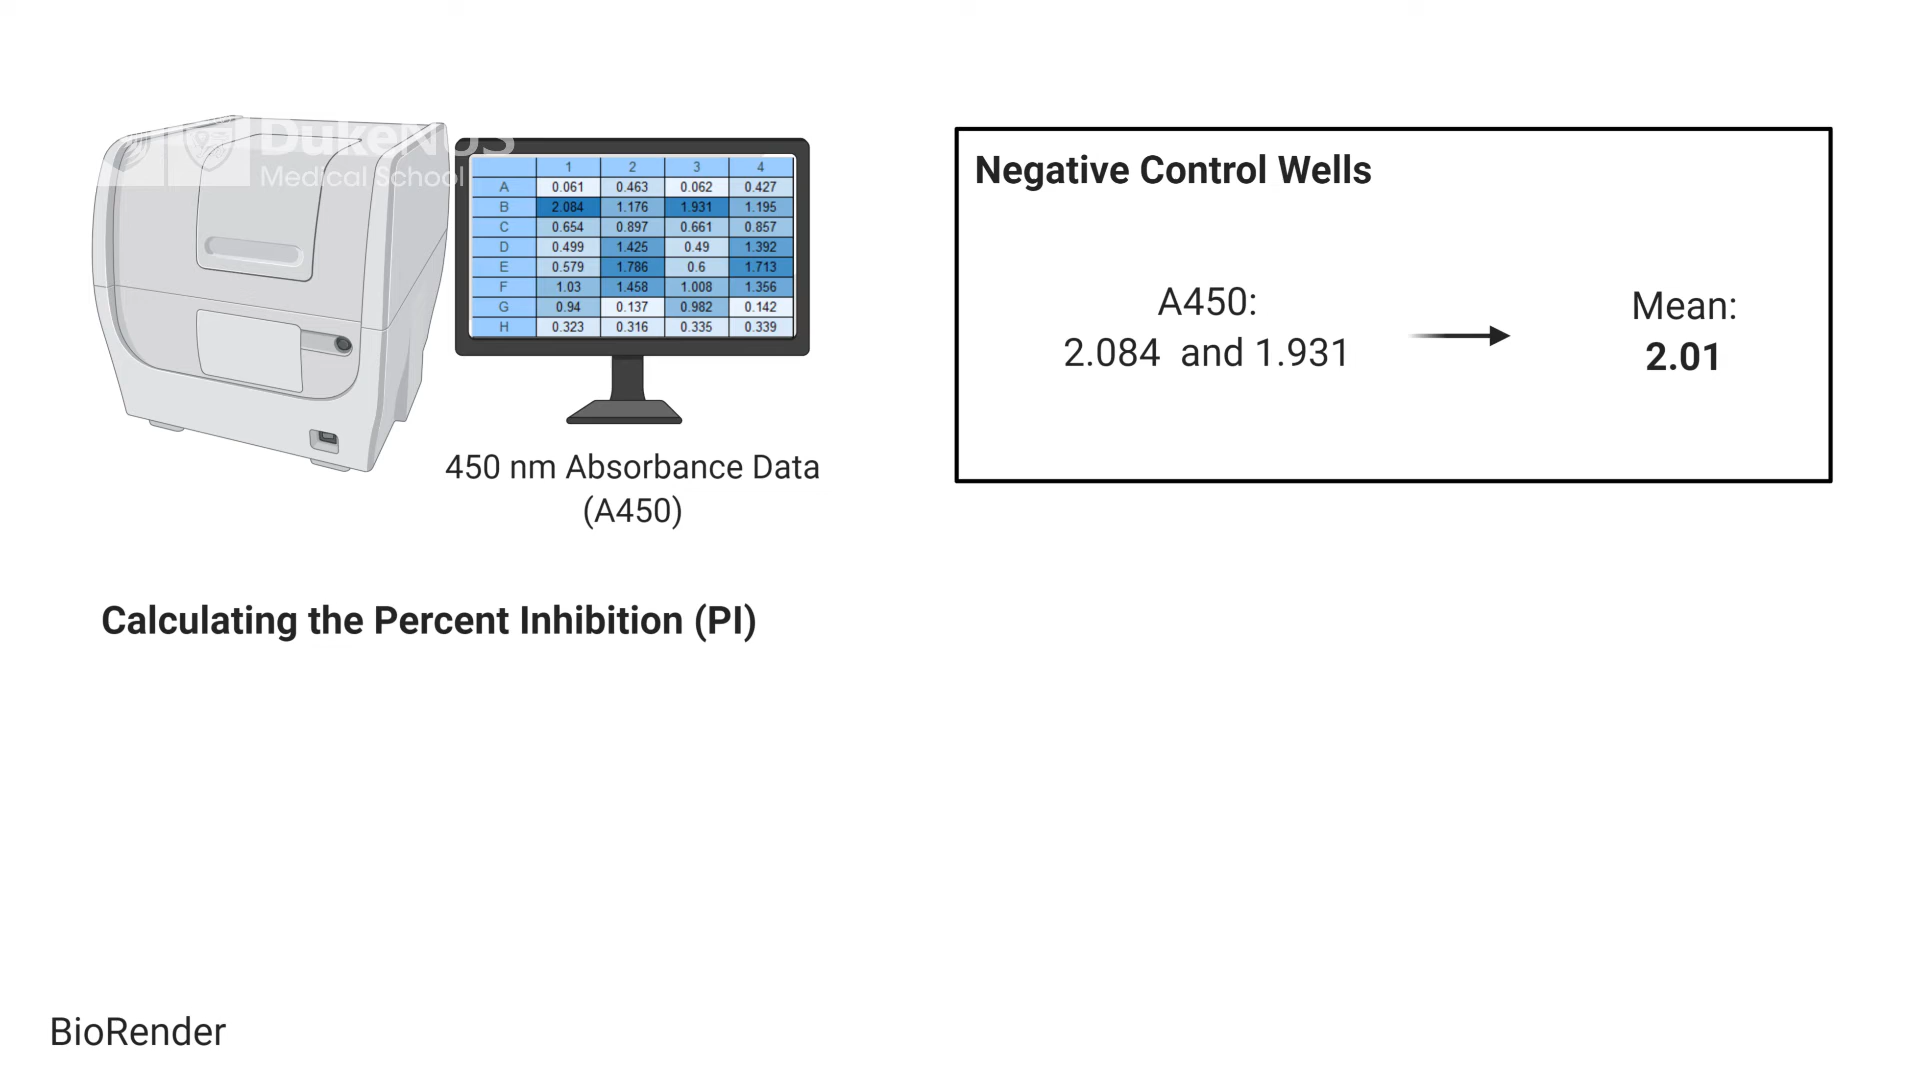 DukeNUS
Medical School
1 2 3 4
A 0.061 0.463 0.062 0.427
B 2.084 1.176 1.931 1.195
C 0.654 0.897 0.661 0.857
D 0.499 1.425 0.49 1.392
E 0.579 1.786 0.6 1.713
F 1.03 1.458 1.008 1.356
G 0.94 0.137 0.982 0.142
H 0.323 0.316 0.335 0.339
450 nm Absorbance Data
(A450)
Negative Control Wells
A450:
2.084 and 1.931
Mean:
2.01
Calculating the Percent Inhibition (PI)
BioRender